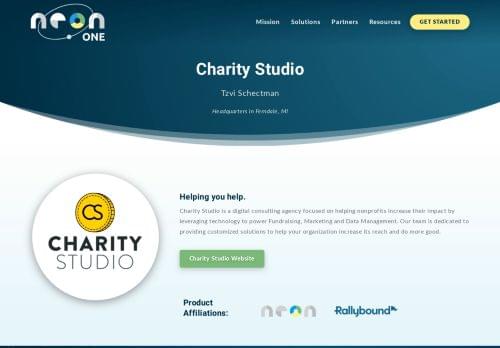 neon
ONE
Mission Solutions Partners Resources GET STARTED
Charity Studio
Tzvi Schectman
Headquarters in Ferndale, MI
CS
CHARITY
STUDIO
Helping you help.
Charity Studio is a digital consulting agency focused on helping nonprofits increase their impact by
leveraging technology to power Fundraising, Marketing and Data Management. Our team is dedicated to
providing customized solutions to help your organization increase its reach and do more good.
Charity Studio Website
Product
Affiliations:
neon
Rallybound